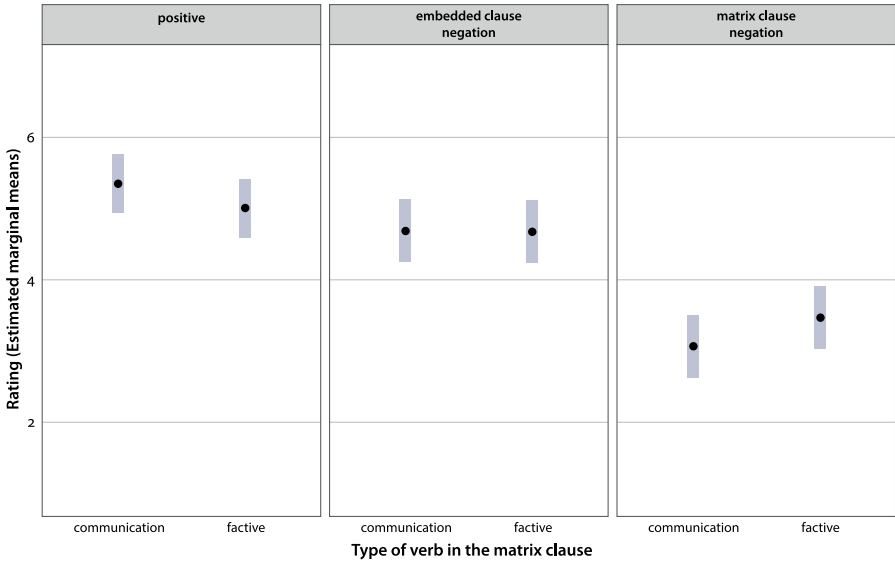 positive
embedded clause
negation
matrix clause
negation
Rating (Estimated marginal means)
6
4
2
communication
factive
communication
factive
communication
factive
Type of verb in the matrix clause